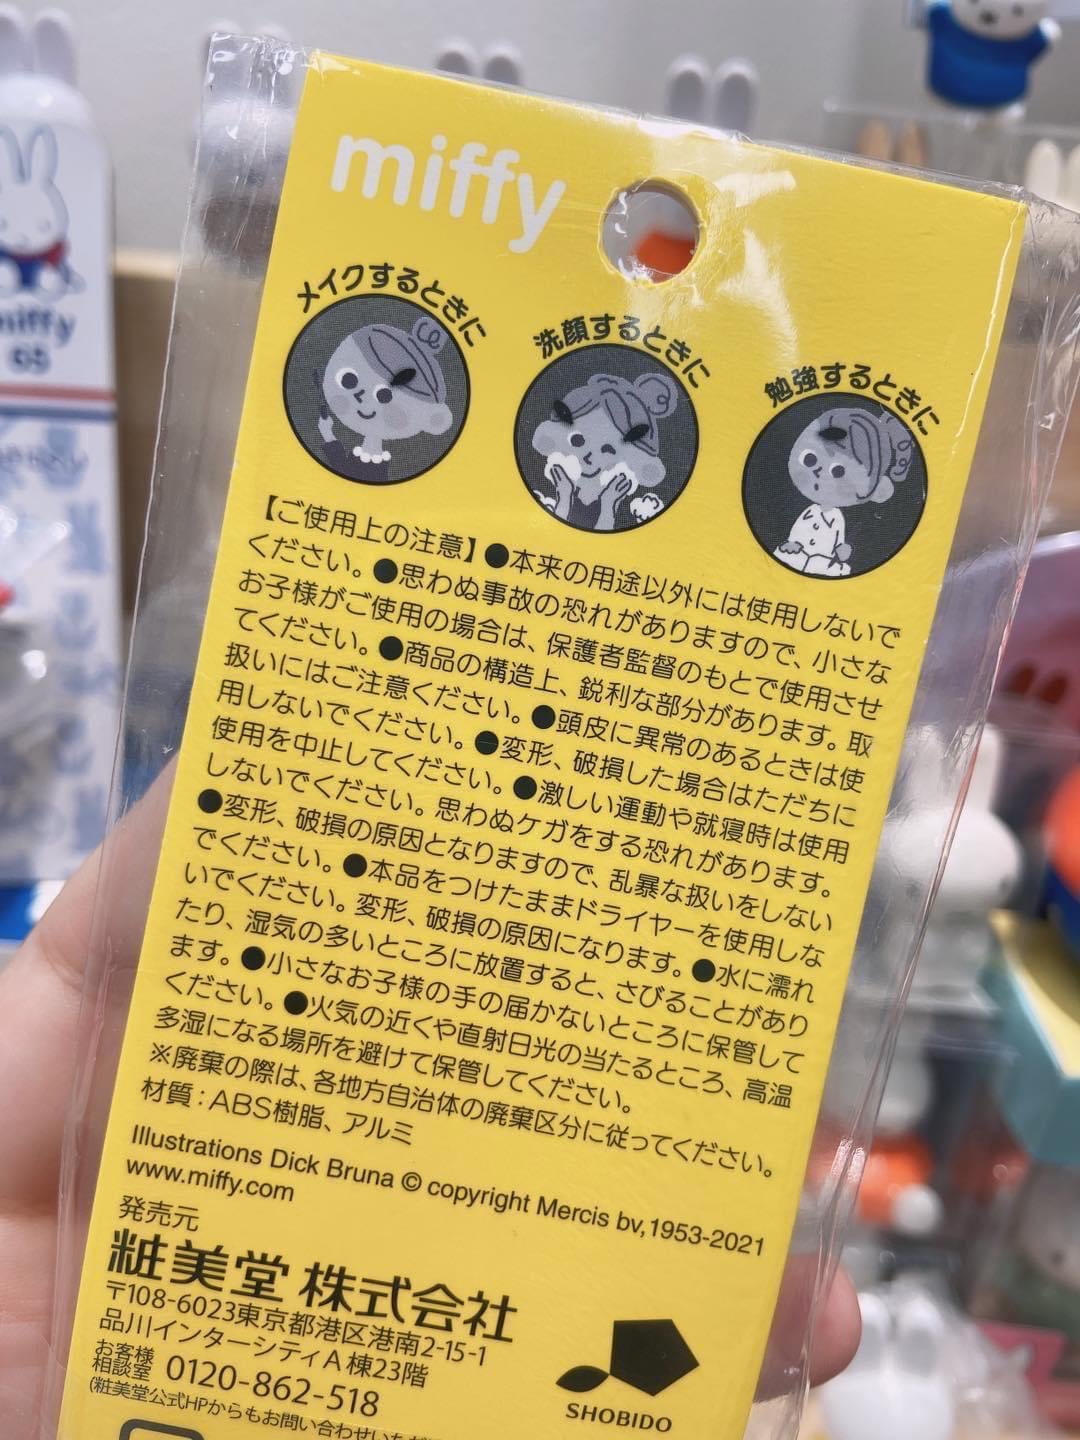 miffy
メイクするときに
洗顔するときに
勉強するときに
【ご使用上の注意】●本来の用途以外には使用しないで
ください。●思わぬ事故の恐れがありますので、小さな
お子様がご使用の場合は、保護者監督のもとで使用させ
てください。●商品の構造上、鋭利な部分があります。取
扱いにはご注意ください。●頭皮に異常のあるときは使
用しないでください。●変形、破損した場合はただちに
使用を中止してください。●激しい運動や就寝時は使用
しないでください。思わぬケガをする恐れがあります。
●変形、破損の原因となりますので、乱暴な扱いをしない
でください。●本品をつけたままドライヤーを使用しな
いでください。変形、破損の原因になります。●水に濡れ
たり、湿気の多いところに放置すると、さびることがあり
ます。●小さなお子様の手の届かないところに保管して
ください。●火気の近くや直射日光の当たるところ、高温
多湿になる場所を避けて保管してください。
※廃棄の際は、各地方自治体の廃棄区分に従ってください。
材質：ABS樹脂、アルミ
Illustrations Dick Bruna © copyright Mercis bv,1953-2021
www.miffy.com
発売元
粧美堂 株式会社
〒108-6023東京都港区港南2-15-1
品川インターシティA棟23階
お客様
相談室 0120-862-518
(粧美堂公式HPからもお問い合わせいただ
SHOBIDO
miffy
65